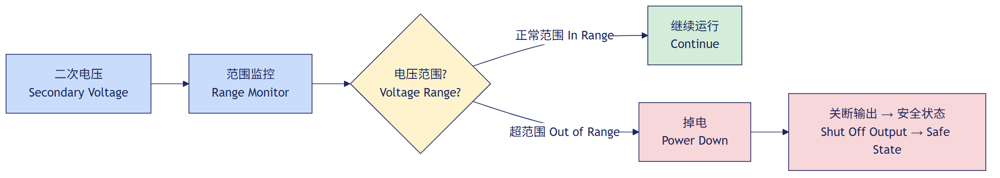 二次电压
Secondary Voltage
范围监控
Range Monitor
电压范围?
Voltage Range?
正常范围 In Range
继续运行
Continue
超范围 Out of Range
掉电
Power Down
关断输出 → 安全状态
Shut Off Output → Safe
State